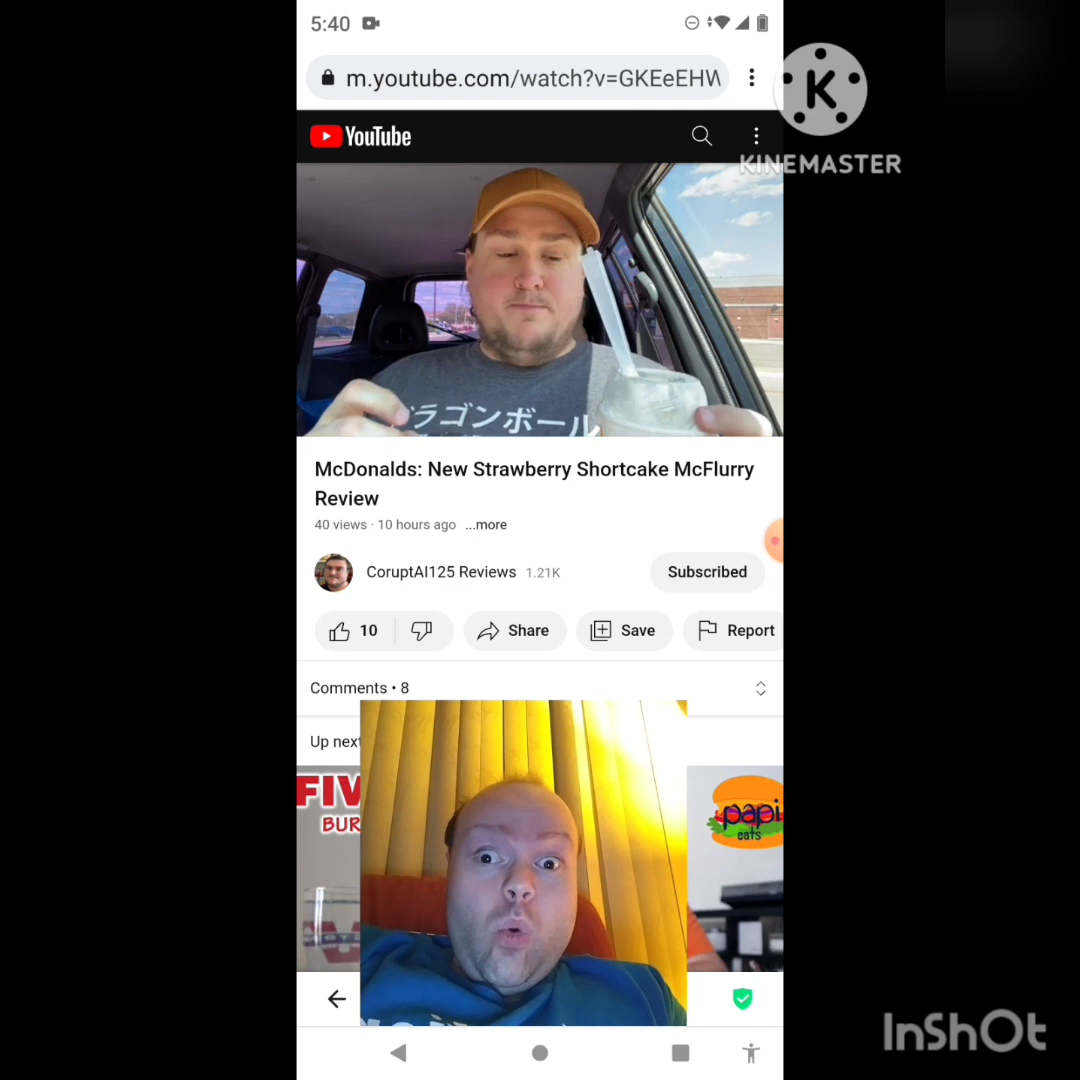 5:40
m.youtube.com/watch?v=GKEeEHW
K
KINEMASTER
YouTube
ラゴンボール
McDonalds: New Strawberry Shortcake McFlurry
Review
40 views · 10 hours ago ...more
CoruptAI125 Reviews 1.21K
Subscribed
10
Share
Save
Report
Comments • 8
Up next
FIV
BUR
papi
eats
InShOt